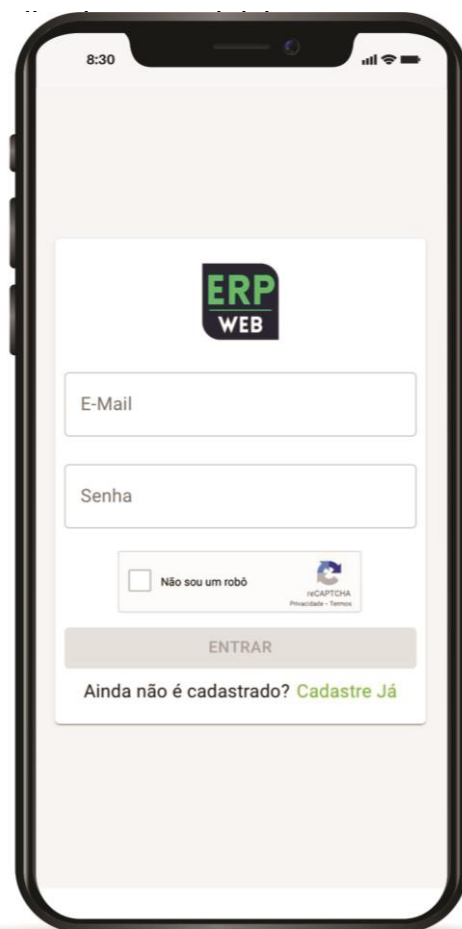 8:30
ERP
WEB
E-Mail
Senha
Não sou um robô
reCAPTCHA
Privacidade - Termos
ENTRAR
Ainda não é cadastrado? Cadastre Já